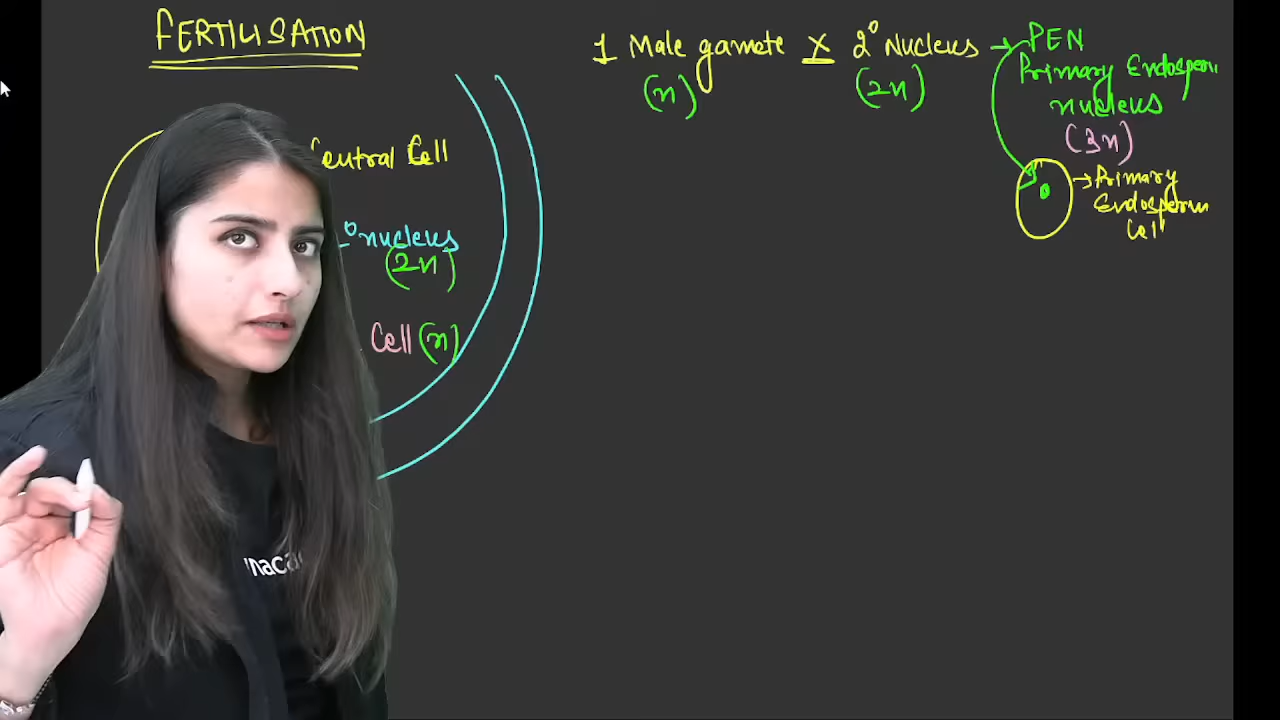 FERTILISATION
Central Cell
2° nucleus
(2n)
Cell (n)
1 Male gamete X 2° Nucleus → PEN
(n)
(2n)
Primary Endosperm
nucleus
(3n)
→ Primary
Endosperm
Cell